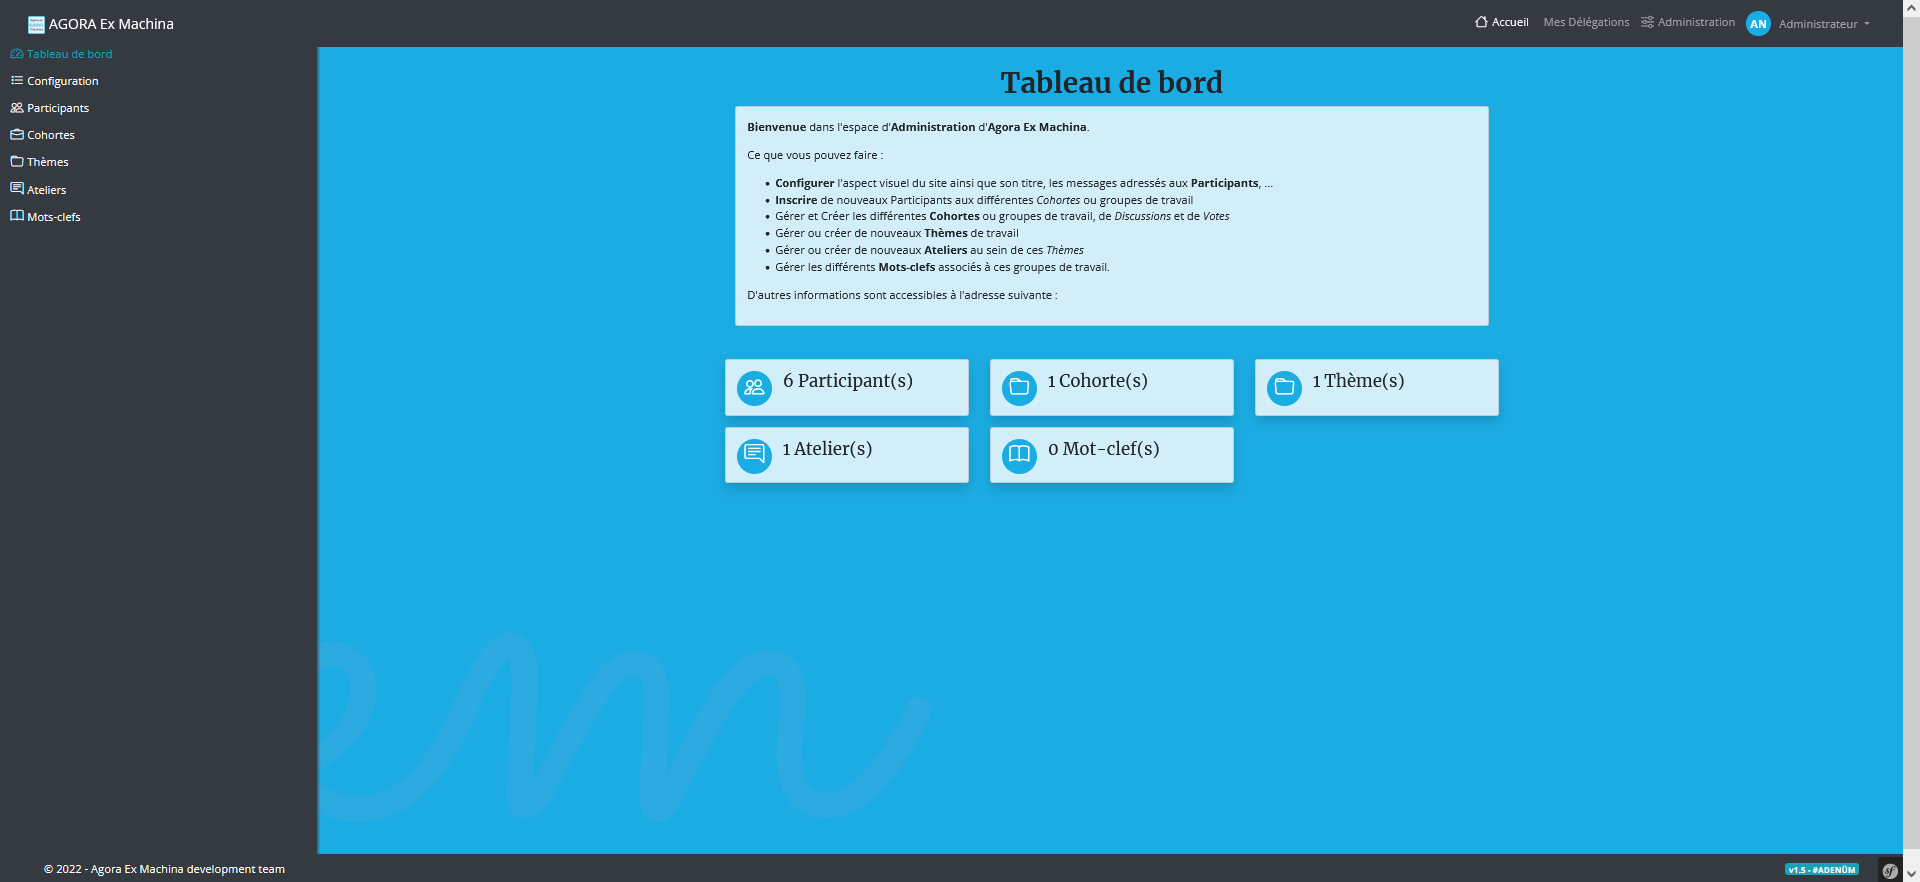 AGORA Ex Machina
Accueil
Mes Délégations
Administration
AN
Administrateur
Tableau de bord
Configuration
Participants
Cohortes
Thèmes
Ateliers
Mots-clefs
Tableau de bord
Bienvenue dans l'espace d'Administration d'Agora Ex Machina.
Ce que vous pouvez faire :
• Configurer l'aspect visuel du site ainsi que son titre, les messages adressés aux Participants, ...
• Inscrire de nouveaux Participants aux différentes Cohortes ou groupes de travail
• Gérer et Créer les différentes Cohortes ou groupes de travail, de Discussions et de Votes
• Gérer ou créer de nouveaux Thèmes de travail
• Gérer ou créer de nouveaux Ateliers au sein de ces Thèmes
• Gérer les différents Mots-clefs associés à ces groupes de travail.
D'autres informations sont accessibles à l'adresse suivante :
6 Participant(s)
1 Cohorte(s)
1 Thème(s)
1 Atelier(s)
0 Mot-clef(s)
em
© 2022 - Agora Ex Machina development team
v1.5 - #ADENÜM
sf